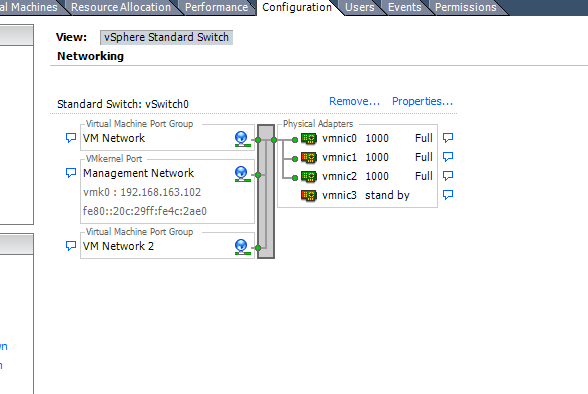 al Machines Resource Allocation Performance Configuration Users Events Permissions
View: vSphere Standard Switch
Networking
Standard Switch: vSwitch0 Remove... Properties...
Virtual Machine Port Group
VM Network
VMkernel Port
Management Network
vmk0 : 192.168.163.102
fe80::20c:29ff:fe4c:2ae0
Virtual Machine Port Group
VM Network 2
Physical Adapters
vmnic0 1000 Full
vmnic1 1000 Full
vmnic2 1000 Full
vmnic3 stand by